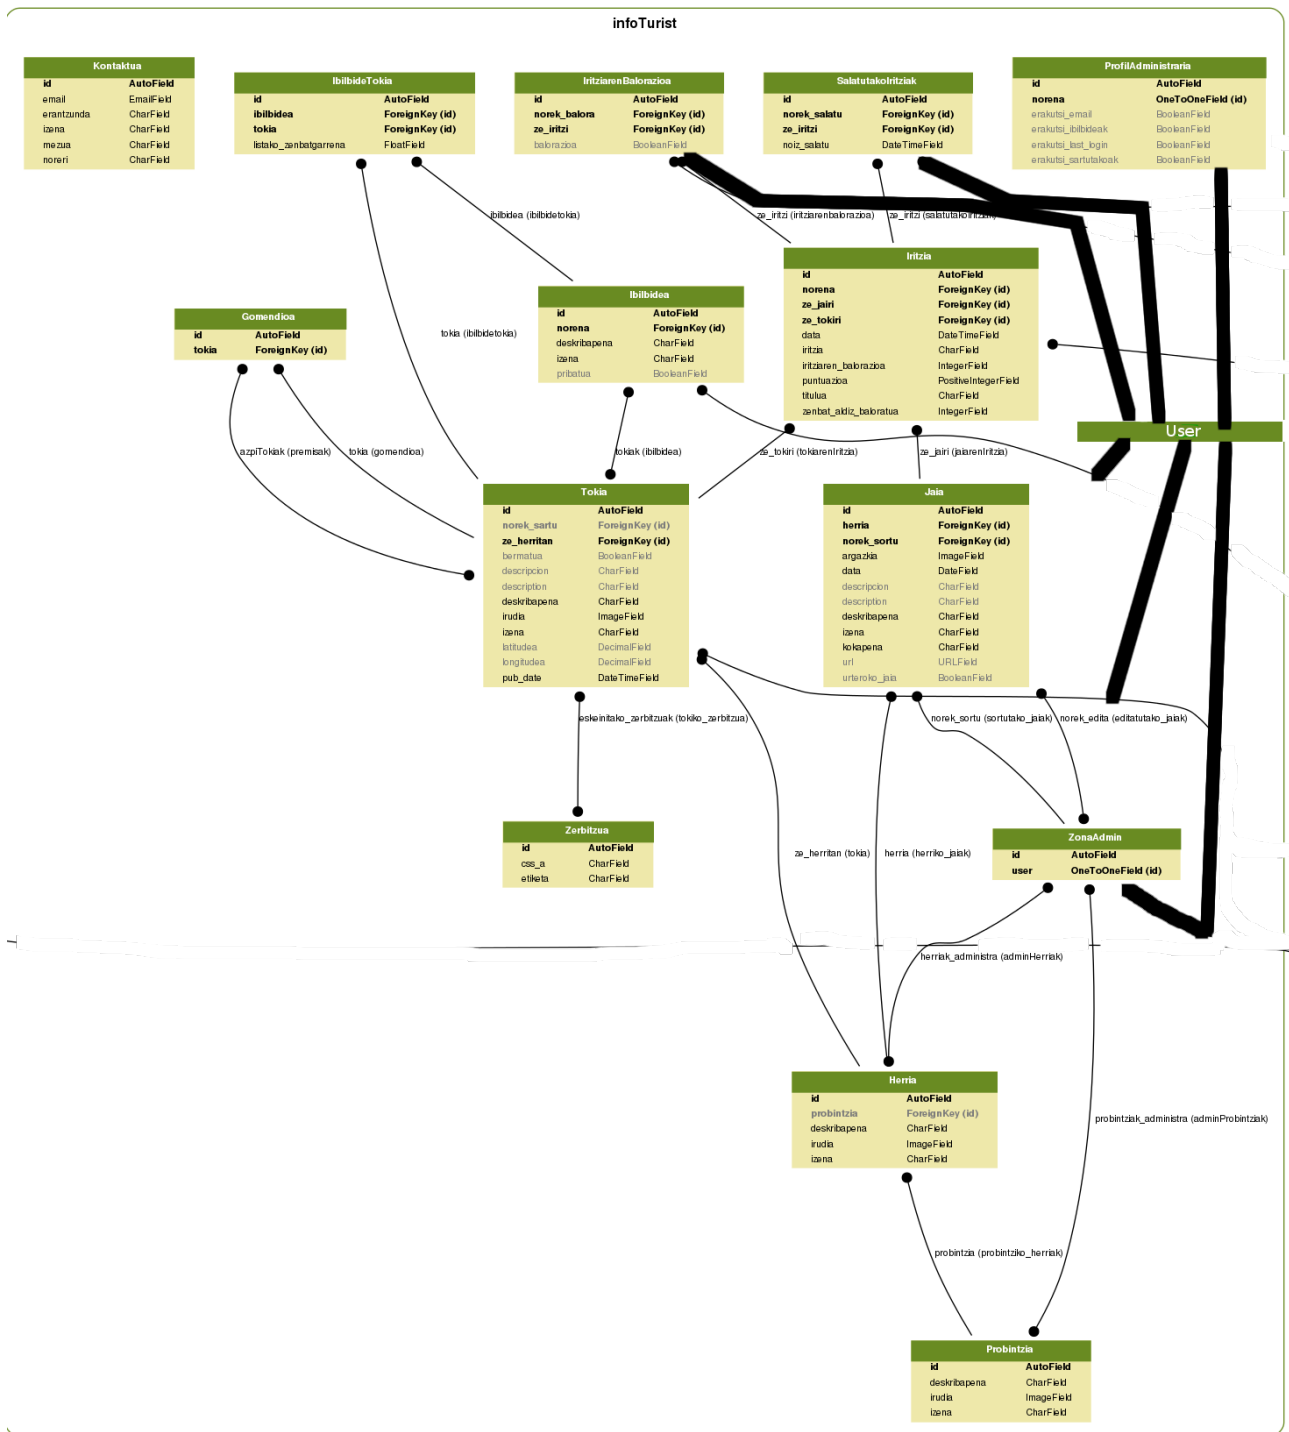 infoTurist
Kontaktua
id AutoField
email EmailField
erantzunda CharField
izena CharField
mezua CharField
noreri CharField
IbilbideTokia
id AutoField
ibilbidea ForeignKey (id)
tokia ForeignKey (id)
listako_zenbatgarrena FloatField
IritziarenBalorazioa
id AutoField
norek_balora ForeignKey (id)
ze_iritzi ForeignKey (id)
balorazioa BooleanField
SalatutakoIritziak
id AutoField
norek_salatu ForeignKey (id)
ze_iritzi ForeignKey (id)
noiz_salatu DateTimeField
ProfilAdministraria
id AutoField
norena OneToOneField (id)
erakutsi_email BooleanField
erakutsi_ibilbideak BooleanField
erakutsi_last_login BooleanField
erakutsi_sartutakoak BooleanField
ibilbidea (ibilbidetokia)
ze_iritzi (iritziarenbalorazioa)
ze_iritzi (salatutakoiritziak)
Iritzia
id AutoField
norena ForeignKey (id)
ze_jairi ForeignKey (id)
ze_tokiri ForeignKey (id)
data DateTimeField
iritzia CharField
iritziaren_balorazioa IntegerField
puntuazioa PositiveIntegerField
titulua CharField
zenbat_aldiz_baloratua IntegerField
Ibilbidea
id AutoField
norena ForeignKey (id)
deskribapena CharField
izena CharField
pribatua BooleanField
Gomendioa
id AutoField
tokia ForeignKey (id)
tokia (ibilbidetokia)
User
azpiTokiak (premisak)
tokia (gomendioa)
tokiak (ibilbidea)
ze_tokiri (tokiarenIritzia)
ze_jairi (jaiarenIritzia)
Tokia
id AutoField
norek_sartu ForeignKey (id)
ze_herritan ForeignKey (id)
bermatua BooleanField
descripcion CharField
description CharField
deskribapena CharField
irudia ImageField
izena CharField
latitudea DecimalField
longitudea DecimalField
pub_date DateTimeField
Jaia
id AutoField
herria ForeignKey (id)
norek_sortu ForeignKey (id)
argazkia ImageField
data DateField
descripcion CharField
description CharField
deskribapena CharField
izena CharField
kokapena CharField
url URLField
urteroko_jaia BooleanField
eskeinitako_zerbitzuak (tokiko_zerbitzua)
norek_sortu (sortutako_jaiak)
norek_edita (editatutako_jaiak)
Zerbitzua
id AutoField
css_a CharField
etiketa CharField
ze_herritan (tokia)
herria (herriko_jaiak)
ZonaAdmin
id AutoField
user OneToOneField (id)
herriak_administra (adminHerriak)
Herria
id AutoField
probintzia ForeignKey (id)
deskribapena CharField
irudia ImageField
izena CharField
probintziak_administra (adminProbintziak)
probintzia (probintziko_herriak)
Probintzia
id AutoField
deskribapena CharField
irudia ImageField
izena CharField